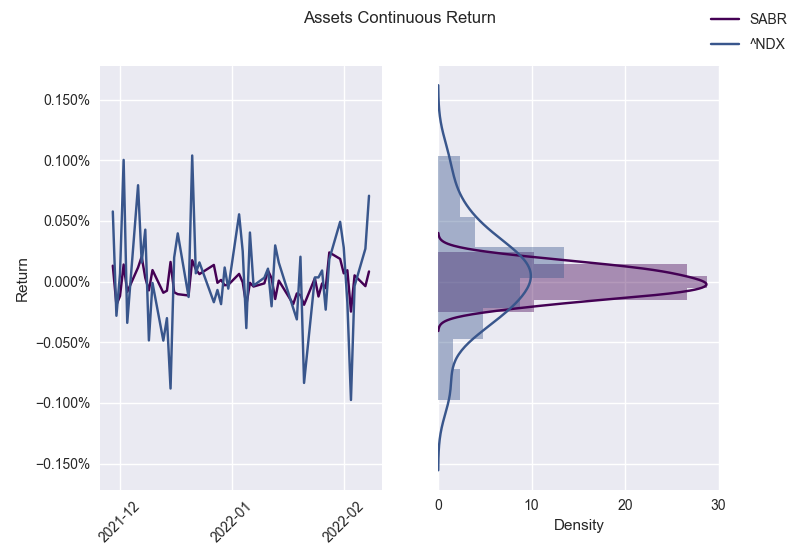 Assets Continuous Return
SABR
^NDX
Return
0.150%
0.100%
0.050%
0.000%
−0.050%
−0.100%
−0.150%
2021-12
2022-01
2022-02
0
10
20
30
Density